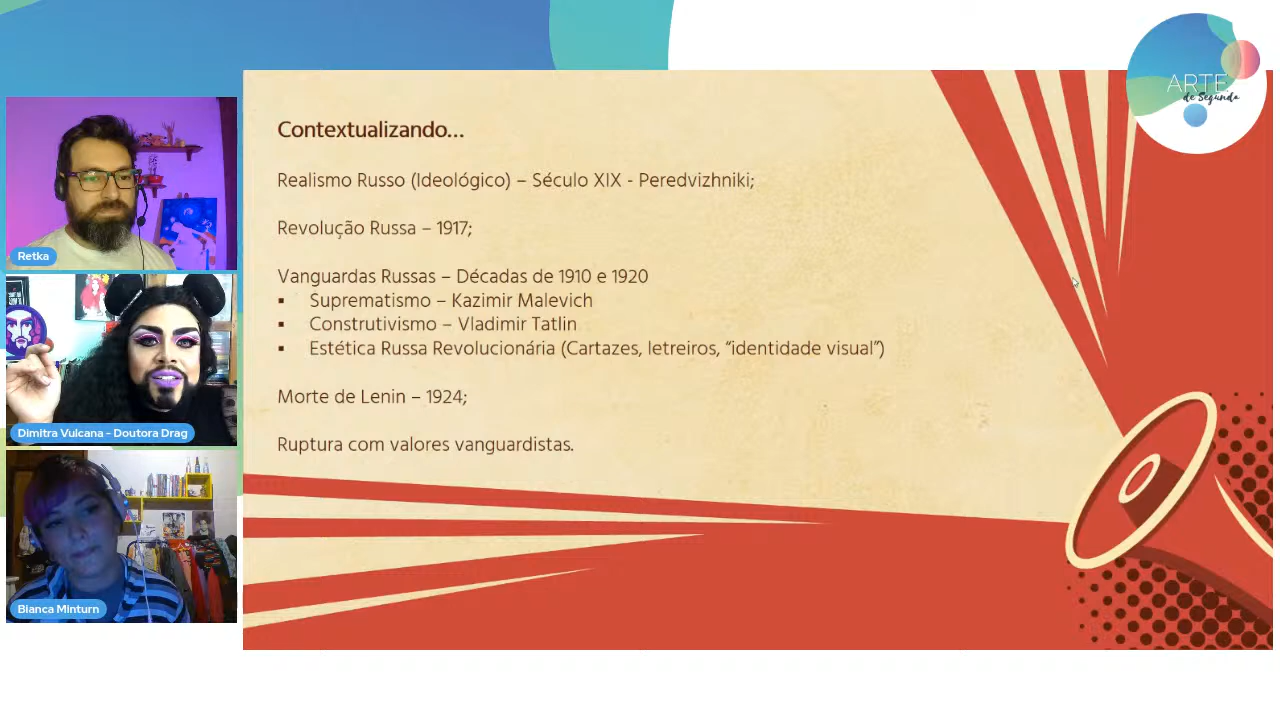 ARTE
de Segunda
Contextualizando...
Realismo Russo (Ideológico) – Século XIX - Peredvizhniki;
Revolução Russa – 1917;
Vanguardas Russas – Décadas de 1910 e 1920
▪ Suprematismo – Kazimir Malevich
▪ Construtivismo – Vladimir Tatlin
▪ Estética Russa Revolucionária (Cartazes, letreiros, “identidade visual”)
Morte de Lenin – 1924;
Ruptura com valores vanguardistas.
Retka
Dimitra Vulcana - Doutora Drag
Bianca Minturn